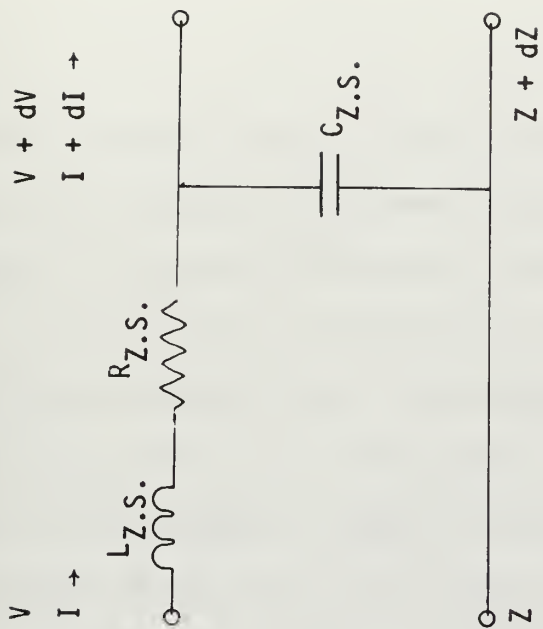 V
I →
V + dV
I + dI →
L Z.S.
R Z.S.
C Z.S.
Z
Z + dZ